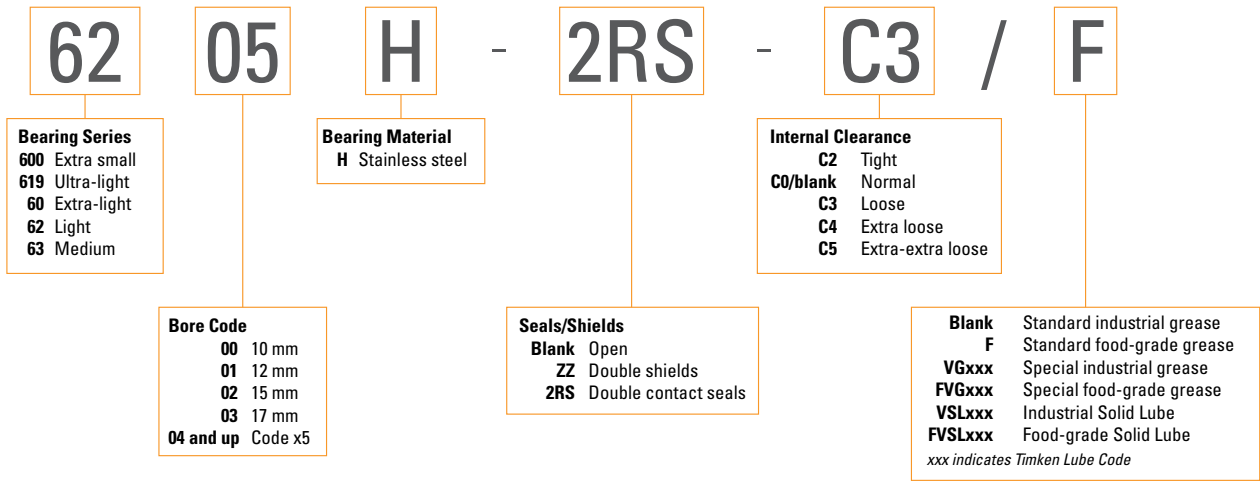 62 05 H - 2RS - C3 / F
Bearing Series
600 Extra small
619 Ultra-light
60 Extra-light
62 Light
63 Medium
Bearing Material
H Stainless steel
Internal Clearance
C2 Tight
C0/blank Normal
C3 Loose
C4 Extra loose
C5 Extra-extra loose
Bore Code
00 10 mm
01 12 mm
02 15 mm
03 17 mm
04 and up Code x5
Seals/Shields
Blank Open
ZZ Double shields
2RS Double contact seals
Blank Standard industrial grease
F Standard food-grade grease
VGxxx Special industrial grease
FVGxxx Special food-grade grease
VSLxxx Industrial Solid Lube
FVSLxxx Food-grade Solid Lube
xxx indicates Timken Lube Code